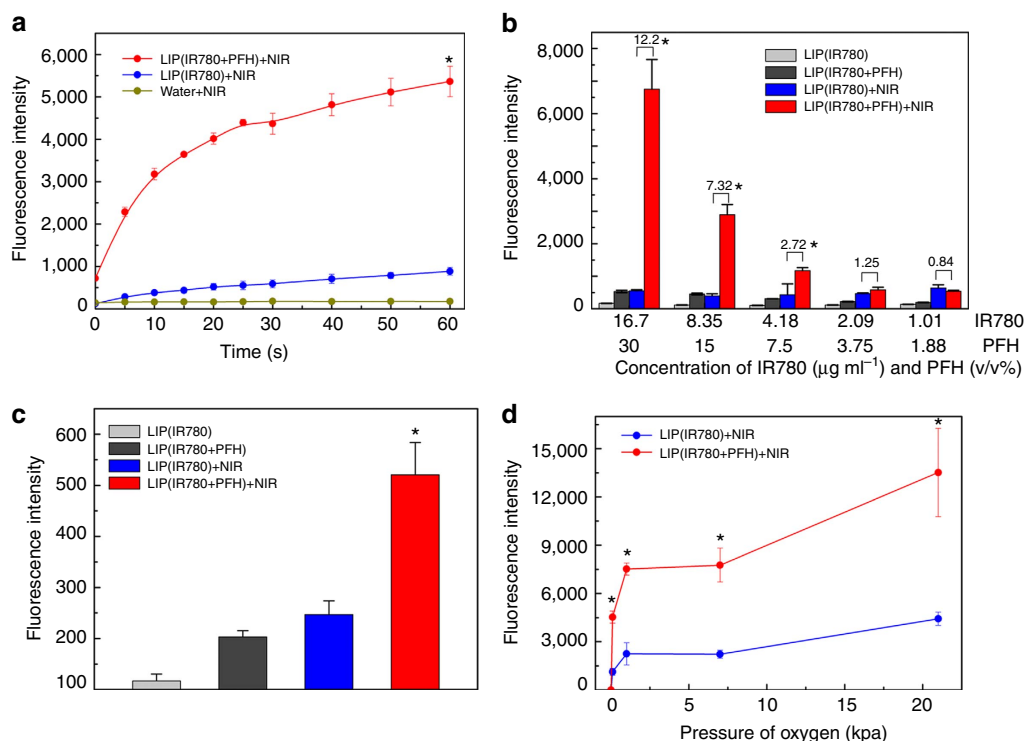 a
Fluorescence intensity
6,000
5,000
4,000
3,000
2,000
1,000
0
LIP(IR780+PFH)+NIR
LIP(IR780)+NIR
Water+NIR
*
0 10 20 30 40 50 60
Time (s)
b
Fluorescence intensity
8,000
6,000
4,000
2,000
0
12.2 *
7.32 *
2.72 *
1.25
0.84
LIP(IR780)
LIP(IR780+PFH)
LIP(IR780)+NIR
LIP(IR780+PFH)+NIR
16.7 8.35 4.18 2.09 1.01 IR780
30 15 7.5 3.75 1.88 PFH
Concentration of IR780 (μg ml⁻¹) and PFH (v/v%)
c
Fluorescence intensity
600
500
400
300
200
100
LIP(IR780)
LIP(IR780+PFH)
LIP(IR780)+NIR
LIP(IR780+PFH)+NIR
*
d
Fluorescence intensity
15,000
12,000
9,000
6,000
3,000
0
LIP(IR780)+NIR
LIP(IR780+PFH)+NIR
* * * *
0 5 10 15 20
Pressure of oxygen (kpa)